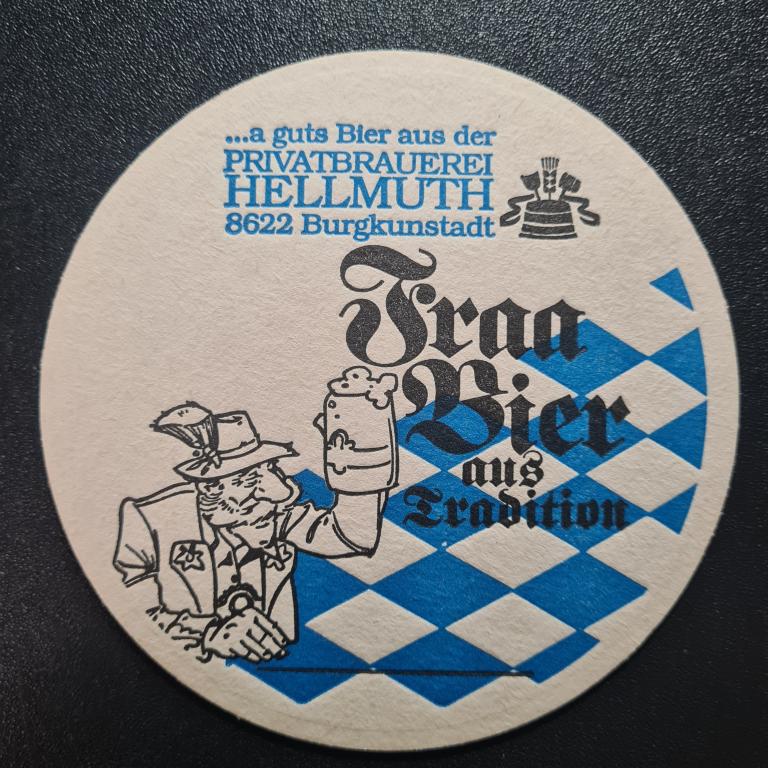 ...a guts Bier aus der
PRIVATBRAUEREI
HELLMUTH
8622 Burgkunstadt
Fraa
Bier
aus
Tradition